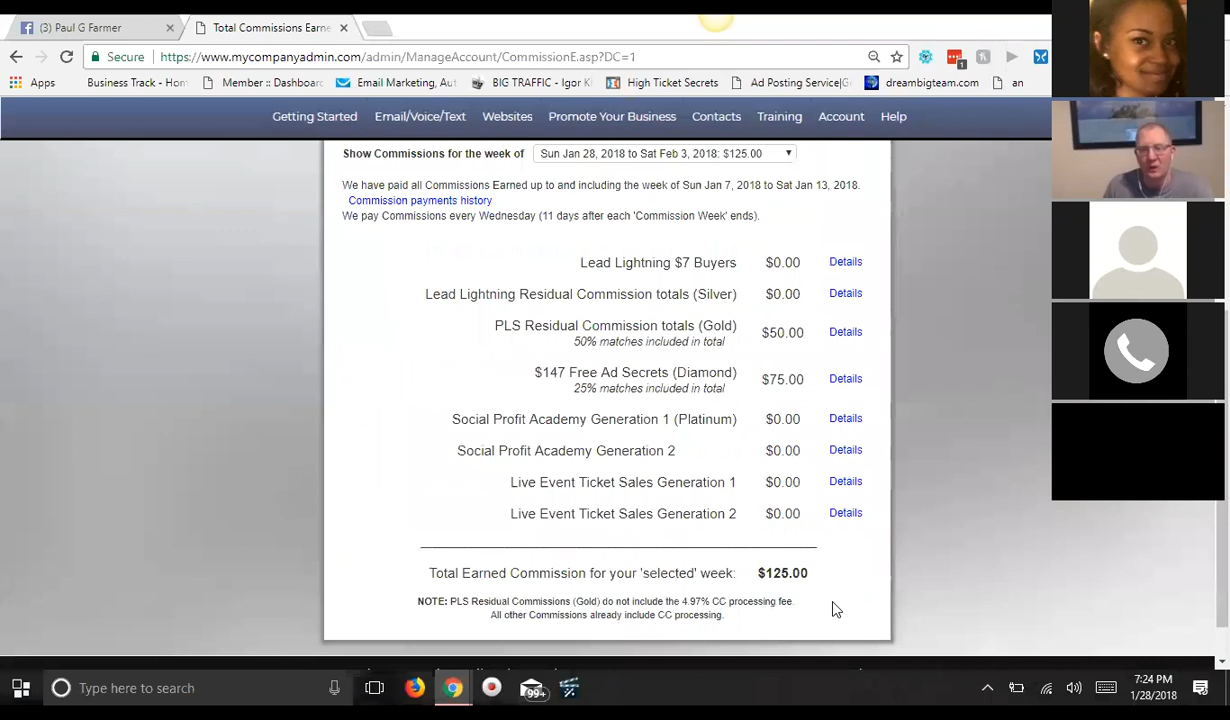 (3) Paul G Farmer
Total Commissions Earne
Secure
https://www.mycompanyadmin.com/admin/ManageAccount/CommissionE.asp?DC=1
1
Apps
Business Track - Hom
Member :: Dashboard
Email Marketing, Aut
BIG TRAFFIC - Igor K
High Ticket Secrets
Ad Posting Service|G
dreambigteam.com
an
Getting Started
Email/Voice/Text
Websites
Promote Your Business
Contacts
Training
Account
Help
Show Commissions for the week of
Sun Jan 28, 2018 to Sat Feb 3, 2018: $125.00
We have paid all Commissions Earned up to and including the week of Sun Jan 7, 2018 to Sat Jan 13, 2018.
Commission payments history
We pay Commissions every Wednesday (11 days after each 'Commission Week' ends).
Lead Lightning $7 Buyers $0.00 Details
Lead Lightning Residual Commission totals (Silver) $0.00 Details
PLS Residual Commission totals (Gold)
50% matches included in total
$50.00 Details
$147 Free Ad Secrets (Diamond)
25% matches included in total
$75.00 Details
Social Profit Academy Generation 1 (Platinum) $0.00 Details
Social Profit Academy Generation 2 $0.00 Details
Live Event Ticket Sales Generation 1 $0.00 Details
Live Event Ticket Sales Generation 2 $0.00 Details
Total Earned Commission for your 'selected' week: $125.00
NOTE: PLS Residual Commissions (Gold) do not include the 4.97% CC processing fee.
All other Commissions already include CC processing.
Type here to search
99+
7:24 PM
1/28/2018